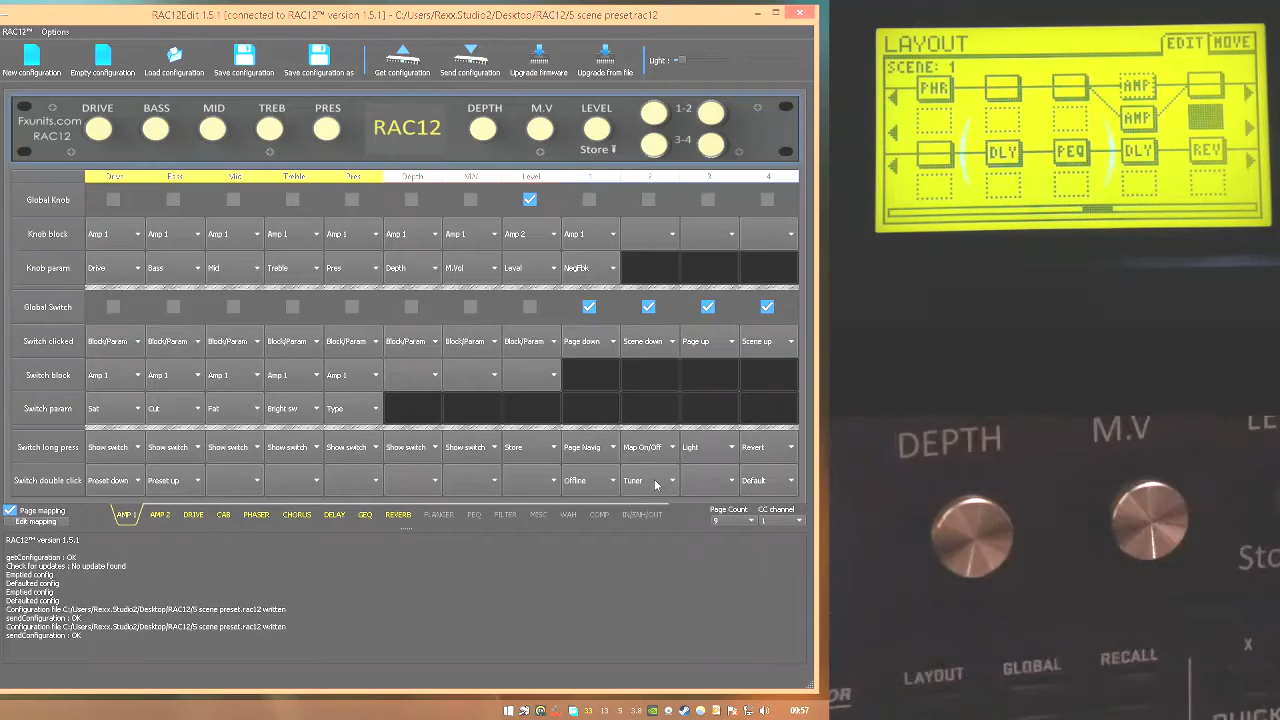 RAC12Edit 1.5.1 [connected to RAC12™ version 1.5.1] - C:/Users/Rexx.Studio2/Desktop/RAC12/5 scene preset.rac12
RAC12™ Options
New configuration Empty configuration Load configuration Save configuration Save configuration as Get configuration Send configuration Upgrade firmware Upgrade from file Light :
DRIVE BASS MID TREB PRES DEPTH M.V LEVEL 1-2
Fxunits.com
RAC12
RAC12
3-4
Store
Drive Bass Mid Treble Pres Depth M.V. Level 1 2 3 4
Global Knob
Knob block Amp 1 Amp 1 Amp 1 Amp 1 Amp 1 Amp 1 Amp 1 Amp 2 Amp 1
Knob param Drive Bass Mid Treble Pres Depth M.Vol Level NegFbk
Global Switch
Switch clicked Block/Param Block/Param Block/Param Block/Param Block/Param Block/Param Block/Param Block/Param Page down Scene down Page up Scene up
Switch block Amp 1 Amp 1 Amp 1 Amp 1 Amp 1
Switch param Sat Cut Fat Bright sw Type
Switch long press Show switch Show switch Show switch Show switch Show switch Show switch Show switch Store Page Navig Map On/Off Light Revert
Switch double click Preset down Preset up Offline Tuner Default
Page mapping
Edit mapping
AMP 1 AMP 2 DRIVE CAB PHASER CHORUS DELAY GEQ REVERB FLANGER PEQ FILTER MISC WAH COMP IN/ENH/OUT
Page Count CC channel
9 1
RAC12™ version 1.5.1
getConfiguration : OK
Check for updates : No update found
Emptied config
Defaulted config
Emptied config
Defaulted config
Configuration file C:/Users/Rexx.Studio2/Desktop/RAC12/5 scene preset.rac12 written
sendConfiguration : OK
Configuration file C:/Users/Rexx.Studio2/Desktop/RAC12/5 scene preset.rac12 written
sendConfiguration : OK
33 13 5 3.8 09:57
LAYOUT EDIT MOVE
SCENE: 1
PHR AMP
AMP
DLY PEQ DLY REV
DEPTH M.V LE
Sto
LAYOUT GLOBAL RECALL X
OR QUICK